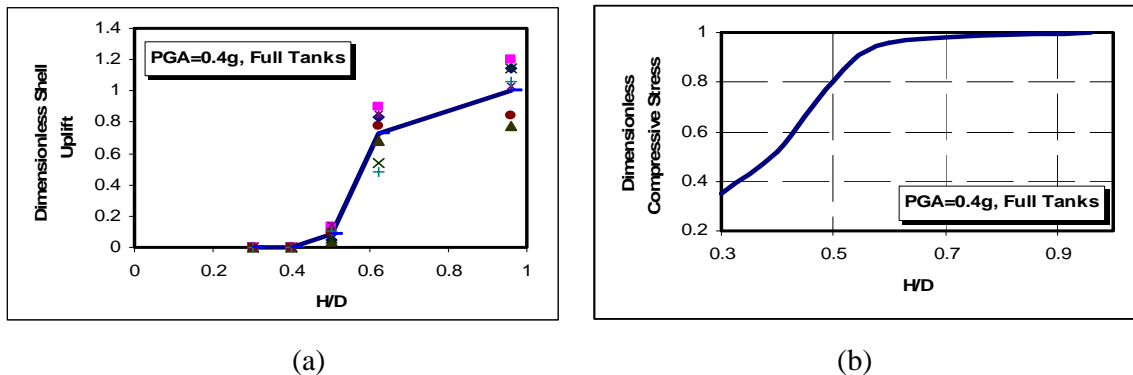 1.4
1.2
1
0.8
0.6
0.4
0.2
0
Dimensionless Shell
Uplift
PGA=0.4g, Full Tanks
0 0.2 0.4 0.6 0.8 1
H/D
(a)
1
0.8
0.6
0.4
0.2
Dimensionless
Compressive Stress
PGA=0.4g, Full Tanks
0.3 0.5 0.7 0.9
H/D
(b)